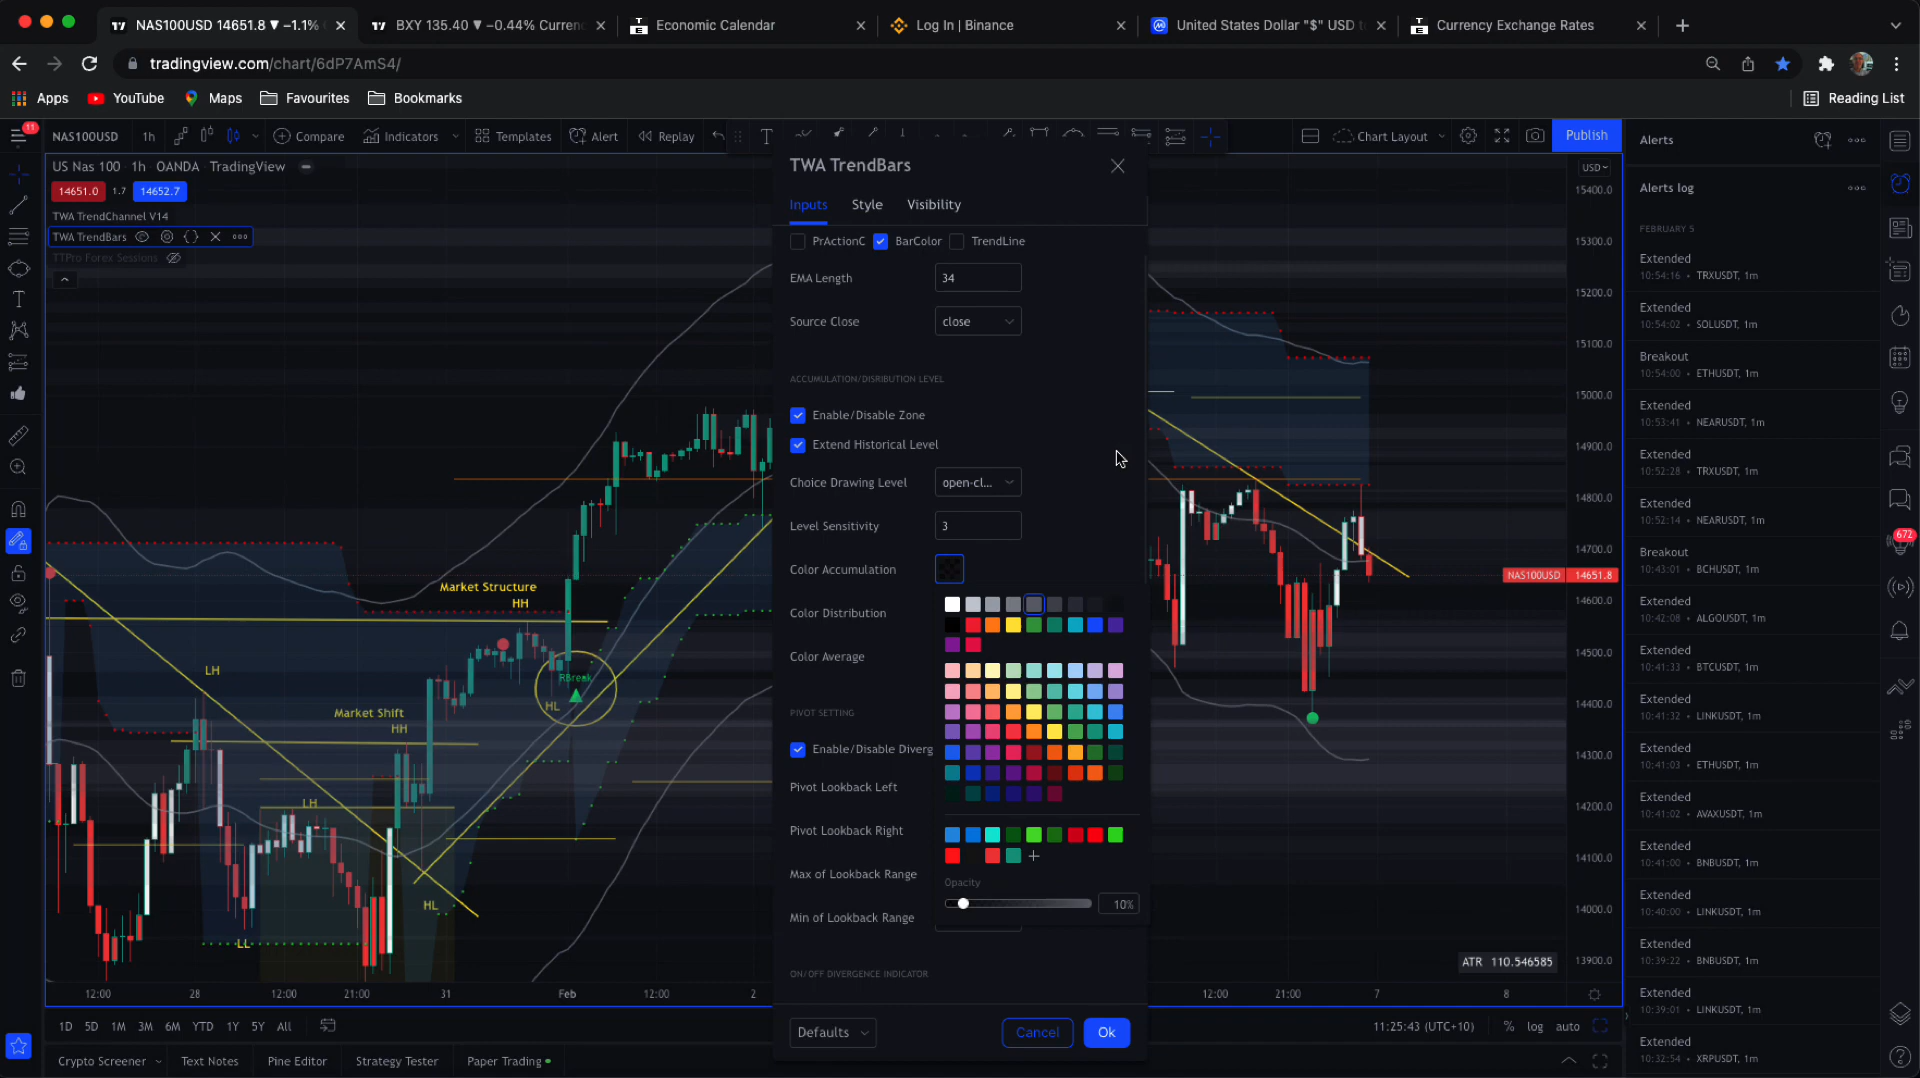 NAS100USD 14651.8 ▼ −1.1%
BXY 135.40 ▼ −0.44% Curren
Economic Calendar
Log In | Binance
United States Dollar "$" USD t
Currency Exchange Rates
tradingview.com/chart/6dP7AmS4/
Apps
YouTube
Maps
Favourites
Bookmarks
Reading List
11
NAS100USD
1h
Compare
Indicators
Templates
Alert
Replay
Chart Layout
Publish
US Nas 100 · 1h · OANDA · TradingView
14651.0
1.7
14652.7
TWA TrendChannel V14
TWA TrendBars
TTPro Forex Sessions
Market Structure
HH
LH
RBreak
HL
Market Shift
HH
LH
HL
LL
TWA TrendBars
Inputs
Style
Visibility
PrActionC
BarColor
TrendLine
EMA Length
34
Source Close
close
ACCUMULATION/DISRIBUTION LEVEL
Enable/Disable Zone
Extend Historical Level
Choice Drawing Level
open-cl...
Level Sensitivity
3
Color Accumulation
Color Distribution
Color Average
PIVOT SETTING
Enable/Disable Diverg
Pivot Lookback Left
Pivot Lookback Right
Max of Lookback Range
Min of Lookback Range
Opacity
10%
ON/OFF DIVERGENCE INDICATOR
Defaults
Cancel
Ok
USD
15400.0
15300.0
15200.0
15100.0
15000.0
14900.0
14800.0
14700.0
NAS100USD
14651.8
14600.0
14500.0
14400.0
14300.0
14200.0
14100.0
14000.0
13900.0
ATR 110.546585
12:00
28
12:00
21:00
31
Feb
12:00
2
12:00
21:00
7
8
1D
5D
1M
3M
6M
YTD
1Y
5Y
All
11:25:43 (UTC+10)
%
log
auto
Crypto Screener
Text Notes
Pine Editor
Strategy Tester
Paper Trading
Alerts
Alerts log
FEBRUARY 5
Extended
10:54:16 • TRXUSDT, 1m
Extended
10:54:02 • SOLUSDT, 1m
Breakout
10:54:00 • ETHUSDT, 1m
Extended
10:53:41 • NEARUSDT, 1m
Extended
10:52:28 • TRXUSDT, 1m
Extended
10:52:14 • NEARUSDT, 1m
Breakout
10:43:01 • BCHUSDT, 1m
Extended
10:42:08 • ALGOUSDT, 1m
Extended
10:41:33 • BTCUSDT, 1m
Extended
10:41:32 • LINKUSDT, 1m
Extended
10:41:03 • ETHUSDT, 1m
Extended
10:41:02 • AVAXUSDT, 1m
Extended
10:41:00 • BNBUSDT, 1m
Extended
10:40:00 • LINKUSDT, 1m
Extended
10:39:22 • BNBUSDT, 1m
Extended
10:39:01 • LINKUSDT, 1m
Extended
10:32:54 • XRPUSDT, 1m
672